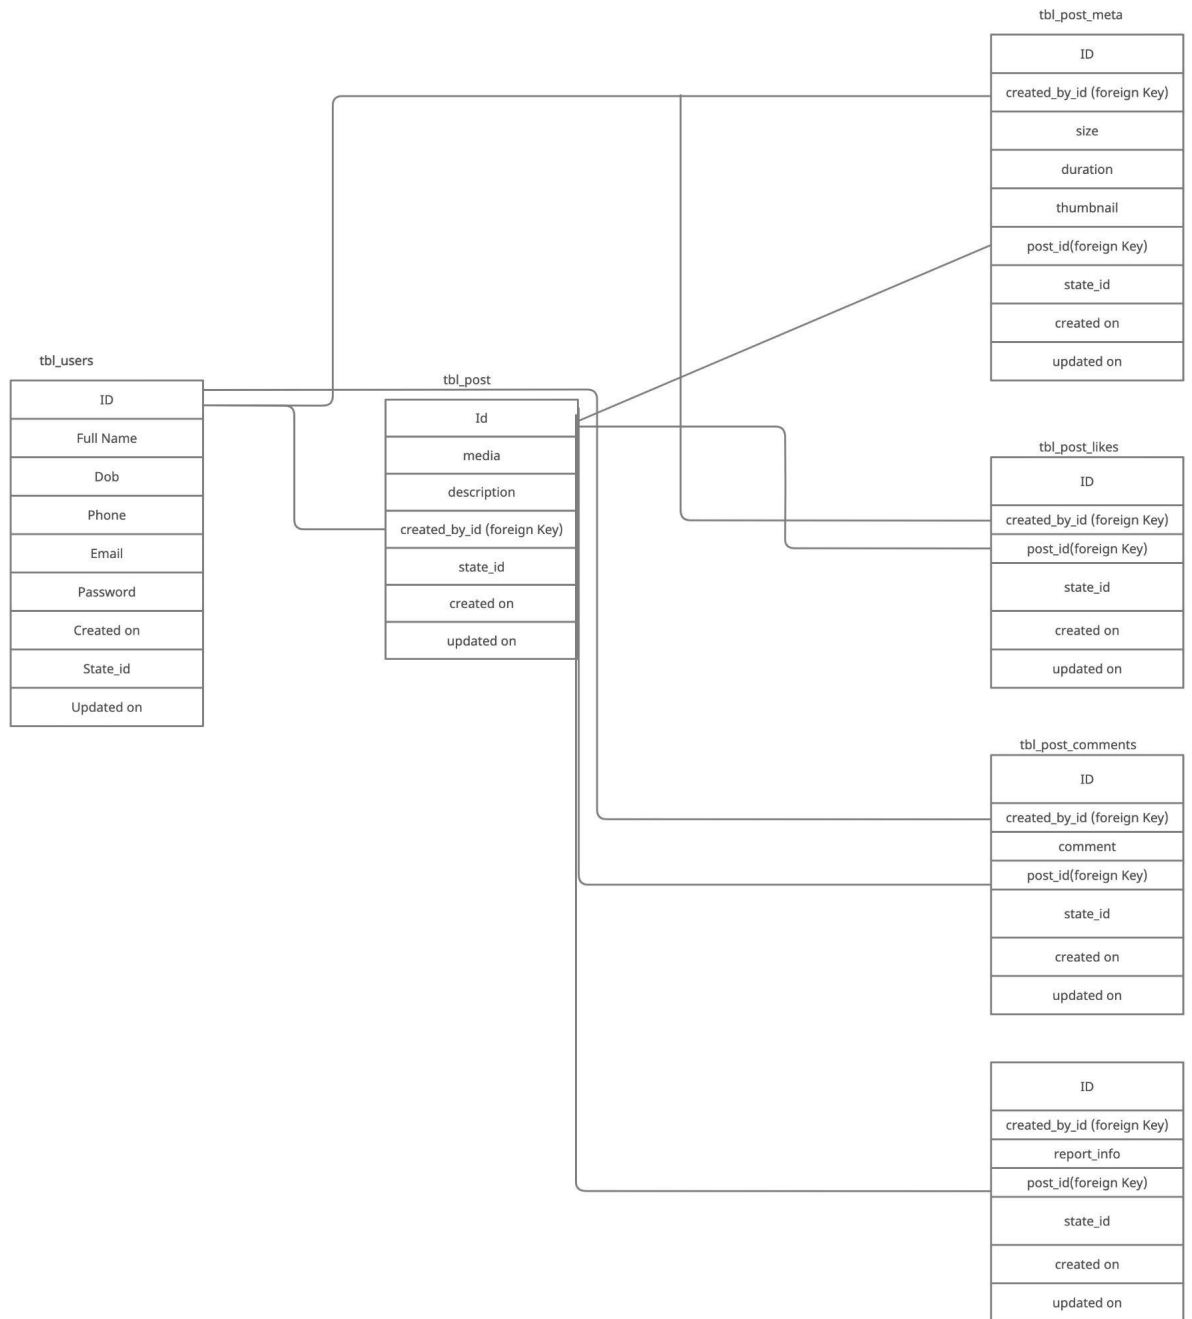 tbl_post_meta
ID
created_by_id (foreign Key)
size
duration
thumbnail
post_id(foreign Key)
state_id
created on
updated on
tbl_users
ID
Full Name
Dob
Phone
Email
Password
Created on
State_id
Updated on
tbl_post
Id
media
description
created_by_id (foreign Key)
state_id
created on
updated on
tbl_post_likes
ID
created_by_id (foreign Key)
post_id(foreign Key)
state_id
created on
updated on
tbl_post_comments
ID
created_by_id (foreign Key)
comment
post_id(foreign Key)
state_id
created on
updated on
ID
created_by_id (foreign Key)
report_info
post_id(foreign Key)
state_id
created on
updated on